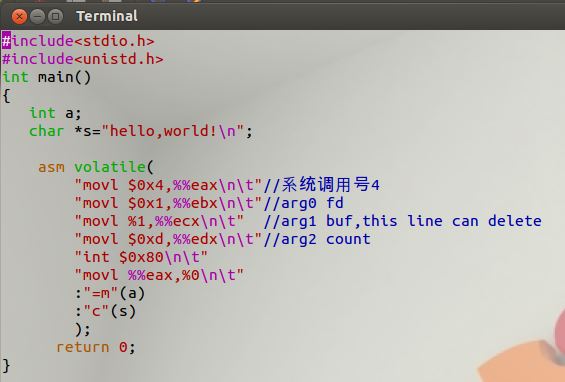 Terminal
#include<stdio.h>
#include<unistd.h>
int main()
{
   int a;
   char *s="hello,world!\n";
    asm volatile(
        "movl $0x4,%%eax\n\t"//系统调用号4
        "movl $0x1,%%ebx\n\t"//arg0 fd
        "movl %1,%%ecx\n\t"  //arg1 buf,this line can delete
        "movl $0xd,%%edx\n\t"//arg2 count
        "int $0x80\n\t"
        "movl %%eax,%0\n\t"
        :"=m"(a)
        :"c"(s)
        );
      return 0;
}